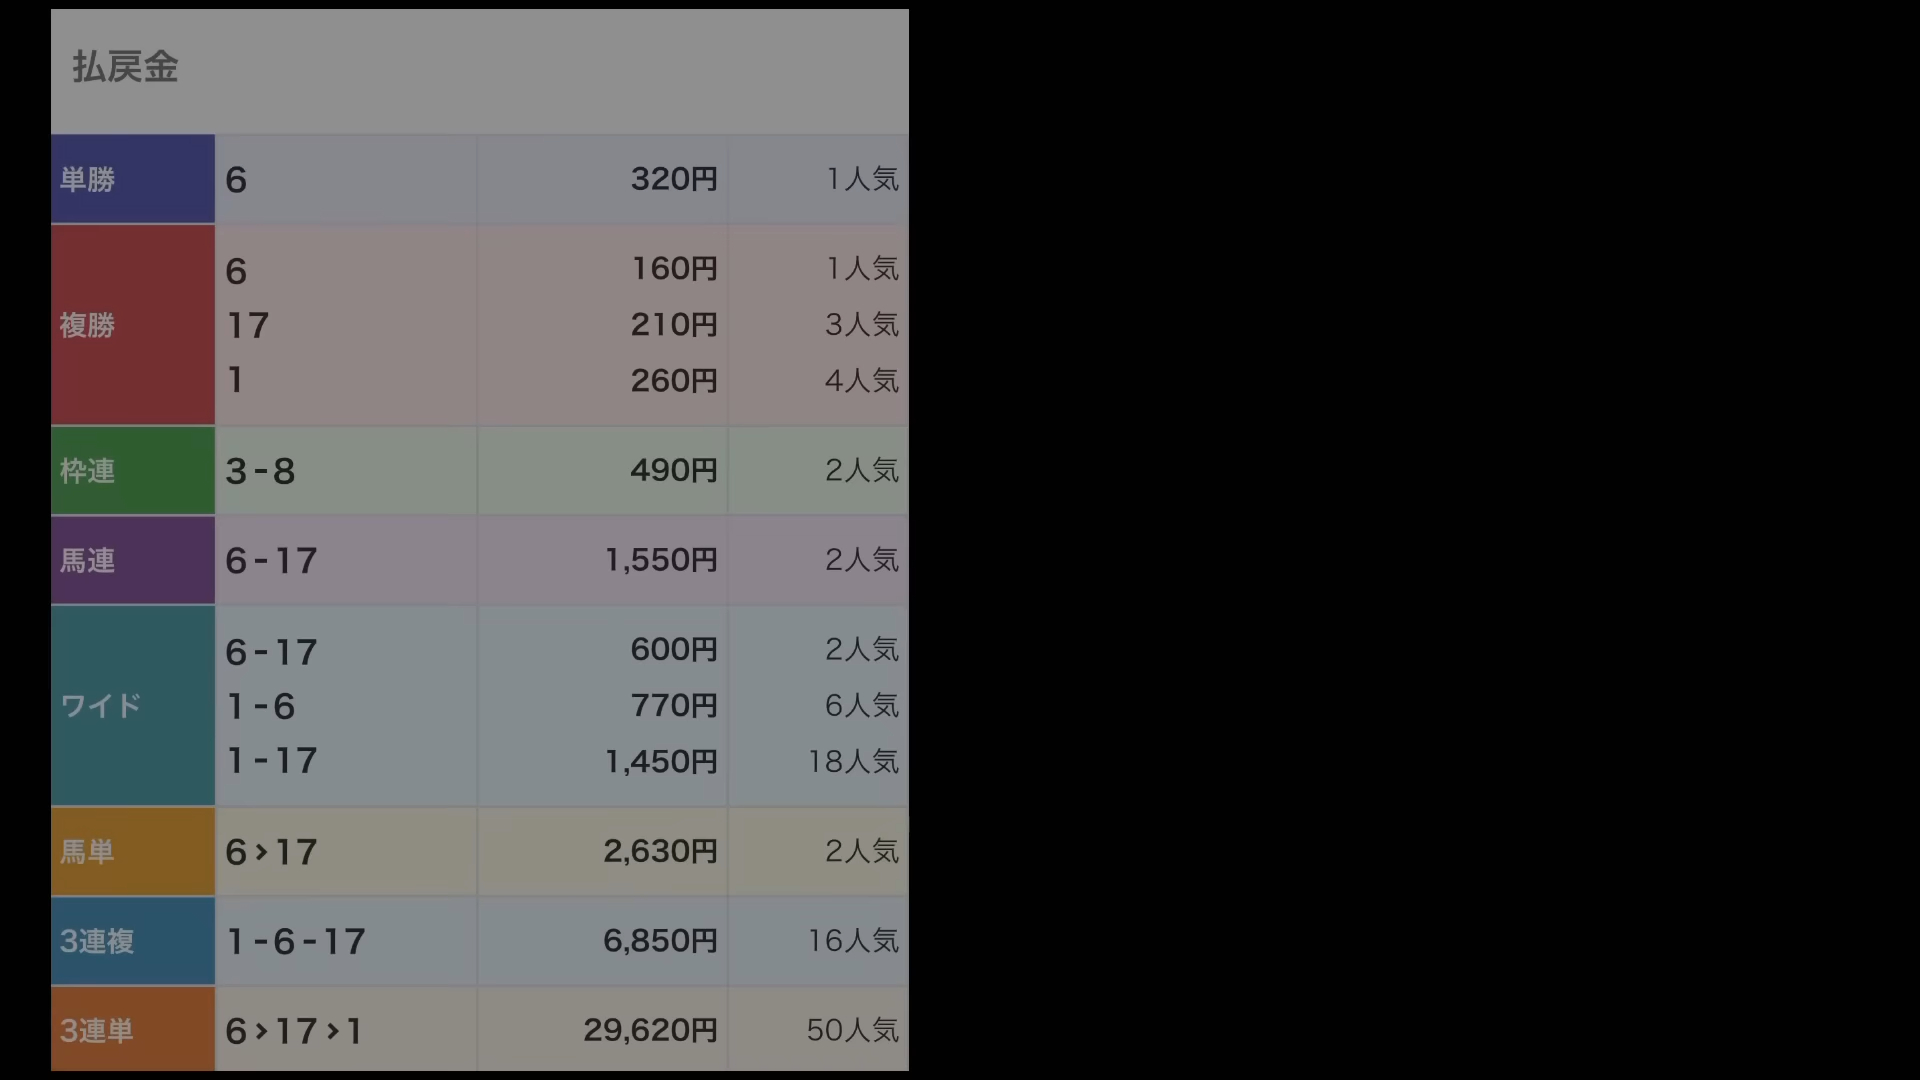 払戻金
単勝 6 320円 1人気
複勝 6 160円 1人気
17 210円 3人気
1 260円 4人気
枠連 3-8 490円 2人気
馬連 6-17 1,550円 2人気
ワイド 6-17 600円 2人気
1-6 770円 6人気
1-17 1,450円 18人気
馬単 6›17 2,630円 2人気
3連複 1-6-17 6,850円 16人気
3連単 6›17›1 29,620円 50人気